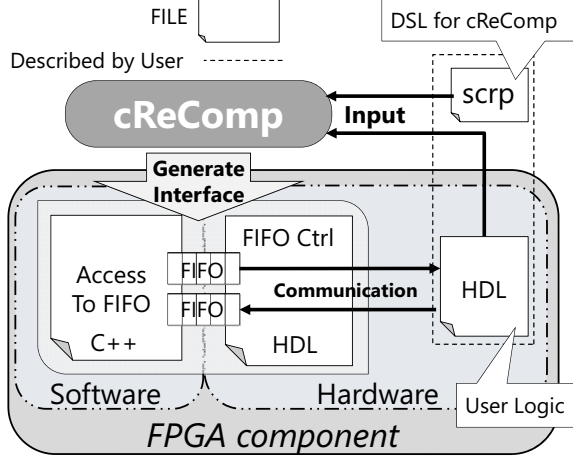 FILE
DSL for cReComp
Described by User
scrp
cReComp
Input
Generate
Interface
FIFO Ctrl
FIFO
Access
To FIFO
Communication
HDL
FIFO
C++
HDL
Software
Hardware
User Logic
FPGA component